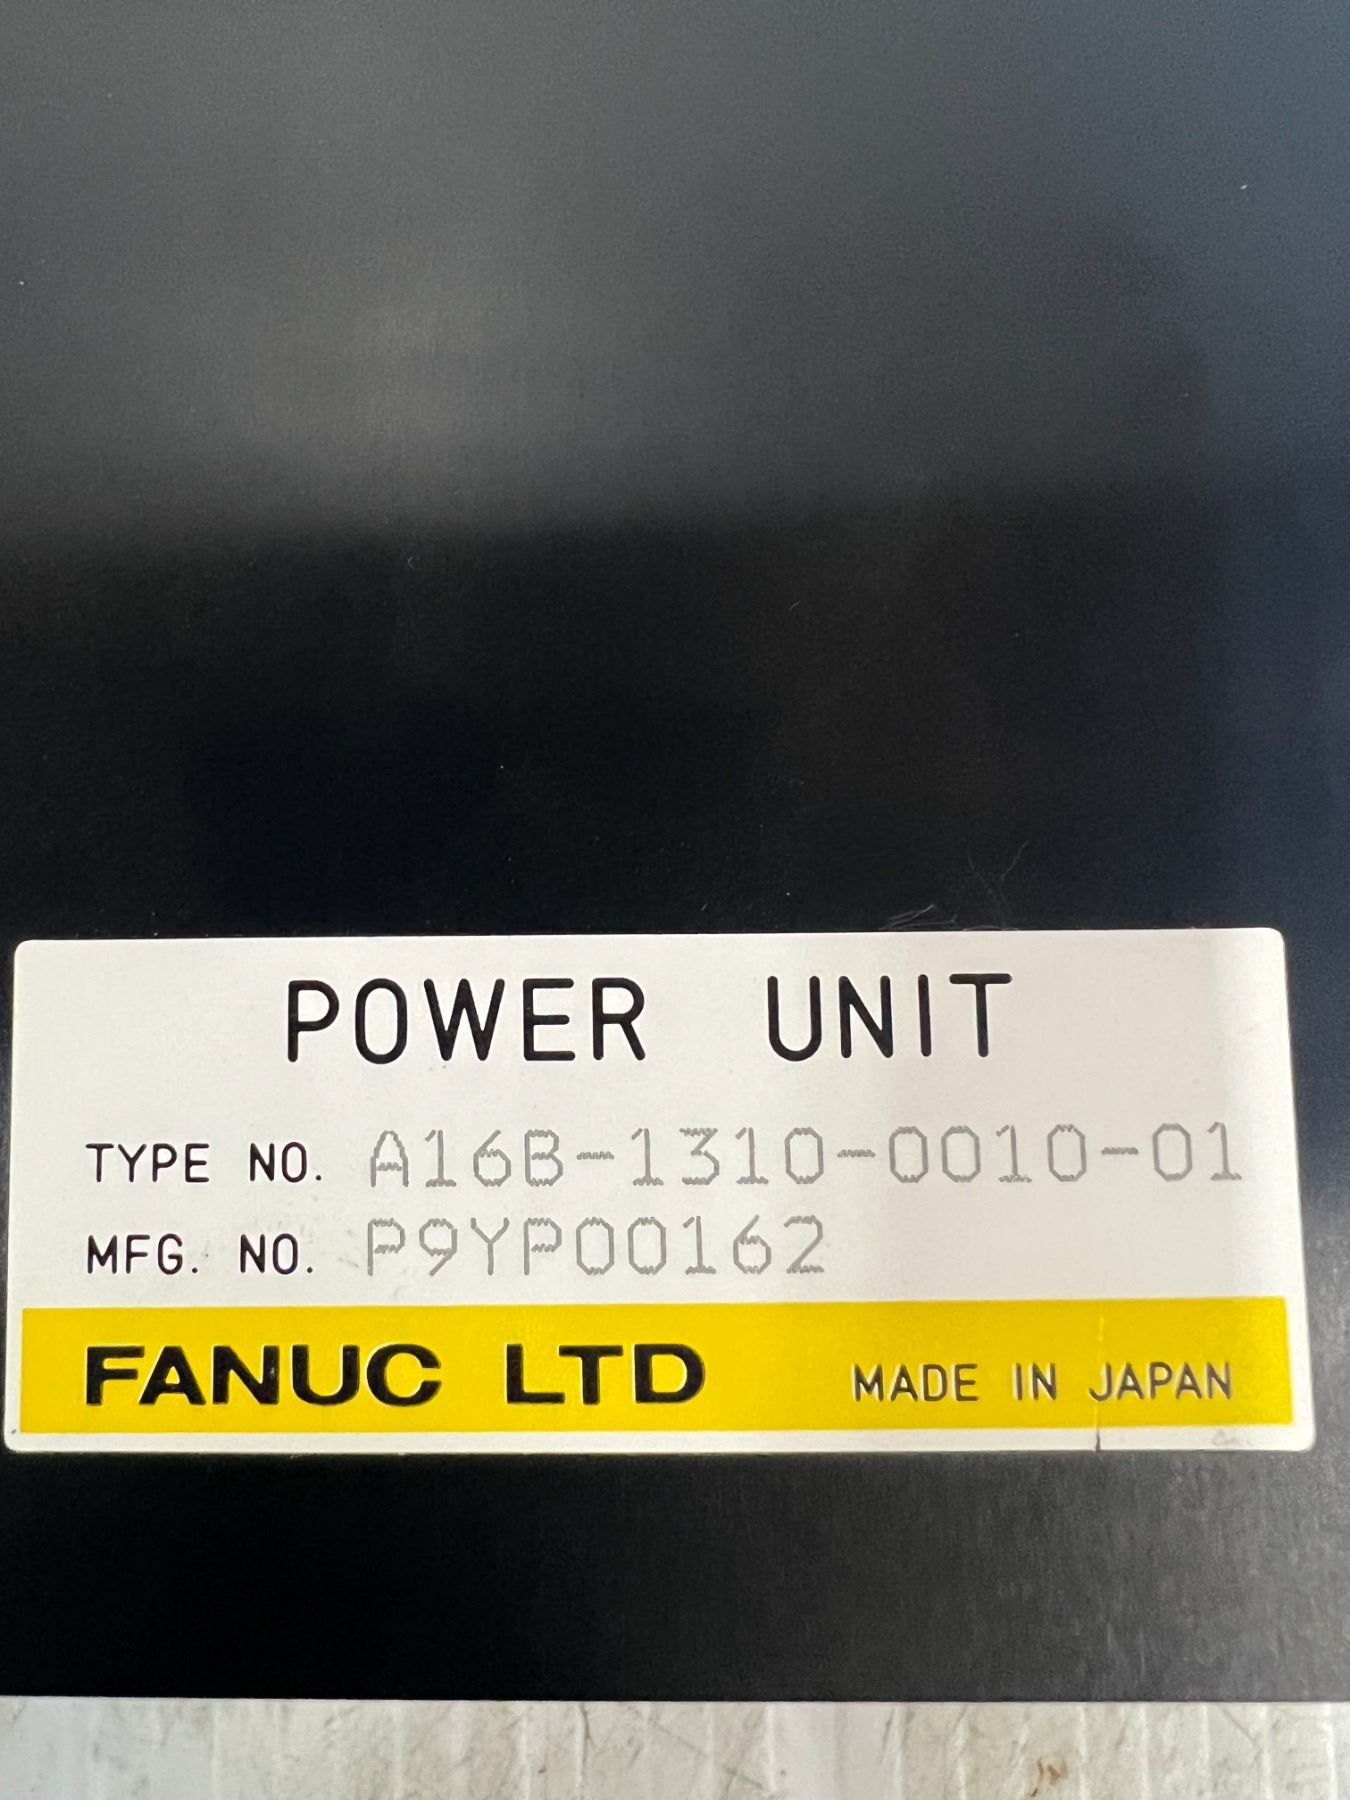 POWER UNIT
TYPE NO. A16B-1310-0010-01
MFG. NO. P9YP00162
FANUC LTD MADE IN JAPAN